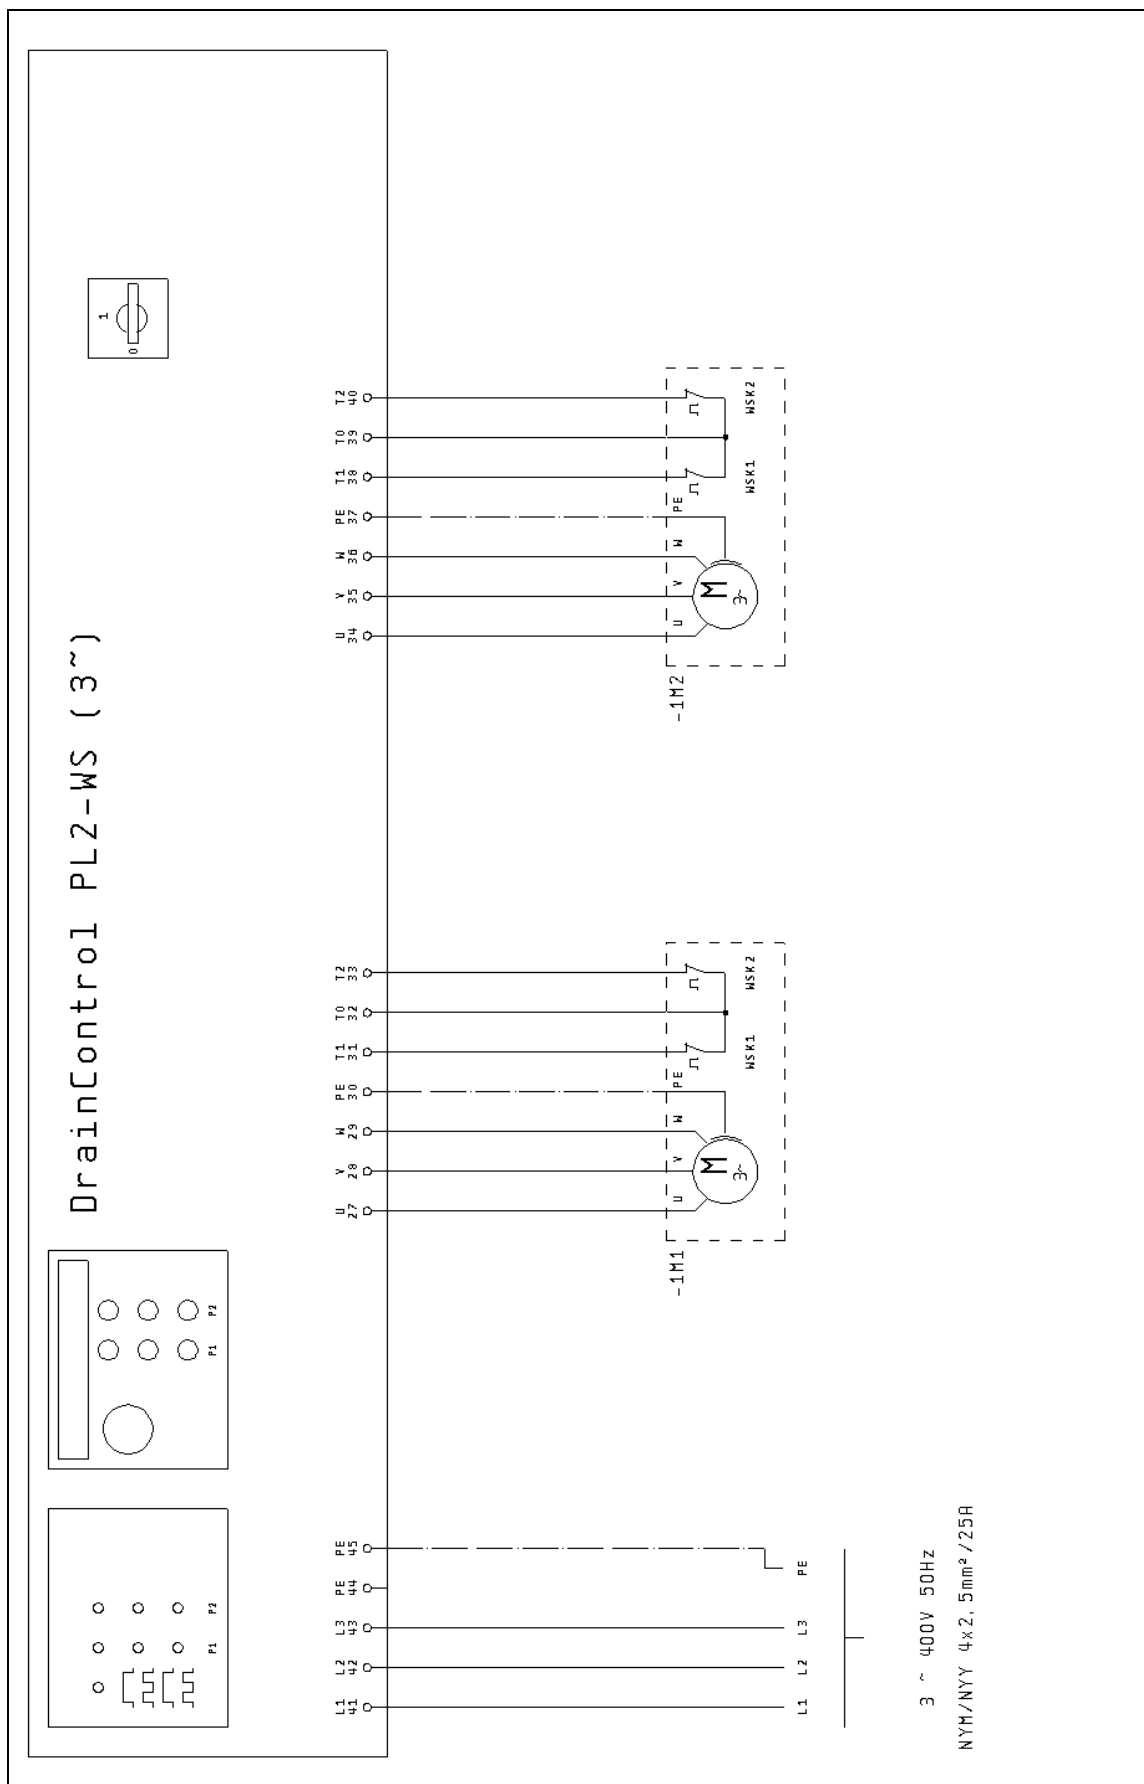 DrainControl PL2-WS (3~)
1
0
P1 P2
P1 P2
L1 L2 L3 PE PE
41 42 43 44 45
U V W PE T1 T0 T2
27 28 29 30 31 32 33
U V W PE T1 T0 T2
34 35 36 37 38 39 40
-1M1
U V W PE
M
3~
WSK1 WSK2
-1M2
U V W PE
M
3~
WSK1 WSK2
L1 L2 L3 PE
3 ~ 400V 50Hz
NYM/NYY 4x2,5mm²/25A